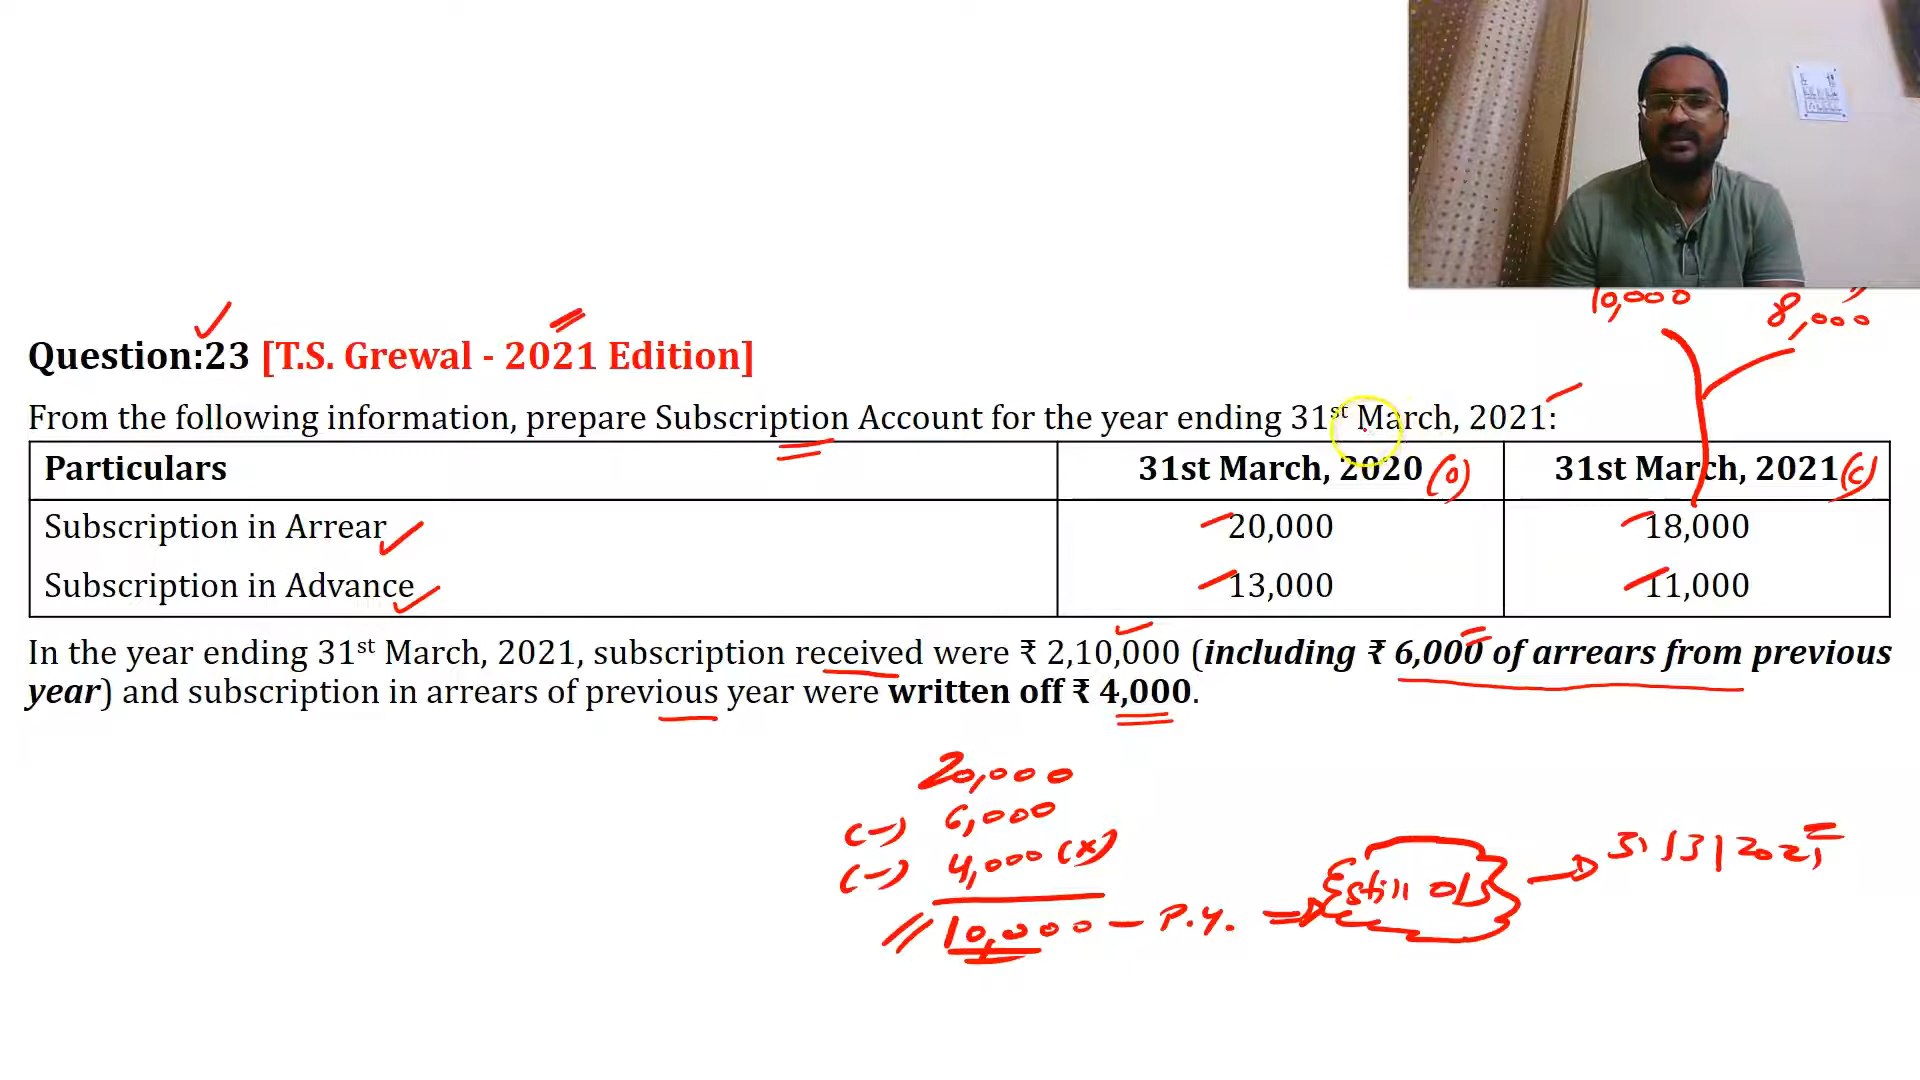 10,000
8,000
Question:23 [T.S. Grewal - 2021 Edition]
From the following information, prepare Subscription Account for the year ending 31st March, 2021:
Particulars 31st March, 2020 (O) 31st March, 2021 (C)
Subscription in Arrear 20,000 18,000
Subscription in Advance 13,000 11,000
In the year ending 31st March, 2021, subscription received were ₹ 2,10,000 (including ₹ 6,000 of arrears from previous
year) and subscription in arrears of previous year were written off ₹ 4,000.
20,000
(-) 6,000
(-) 4,000 (x)
10,000 - P.Y. ⇒ still o/s → 31/3/2021